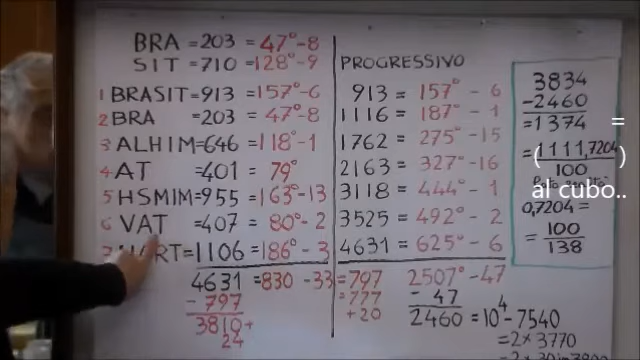 BRA = 203 = 47° - 8
SIT = 710 = 128° - 9
1 BRASIT = 913 = 157° - 6
2 BRA = 203 = 47° - 8
3 ALHIM = 646 = 118° - 1
4 AT = 401 = 79°
5 HSMIM = 955 = 163° - 13
6 VAT = 407 = 80° - 2
= 1106 = 186° - 3
4631 = 830 - 33 = 797
- 797
3810 +
24
= 777
+ 20
PROGRESSIVO
913 = 157° - 6
1116 = 187° - 1
1762 = 275° - 15
2163 = 327° - 16
3118 = 444° - 1
3525 = 492° - 2
4631 = 625° - 6
2507° - 47
- 47
2460 = 10⁴ - 7540
= 2 x 3770
3834
- 2460
= 1374
=
= (1111,7204)
100
al cubo..
0,7204 =
= 100
138